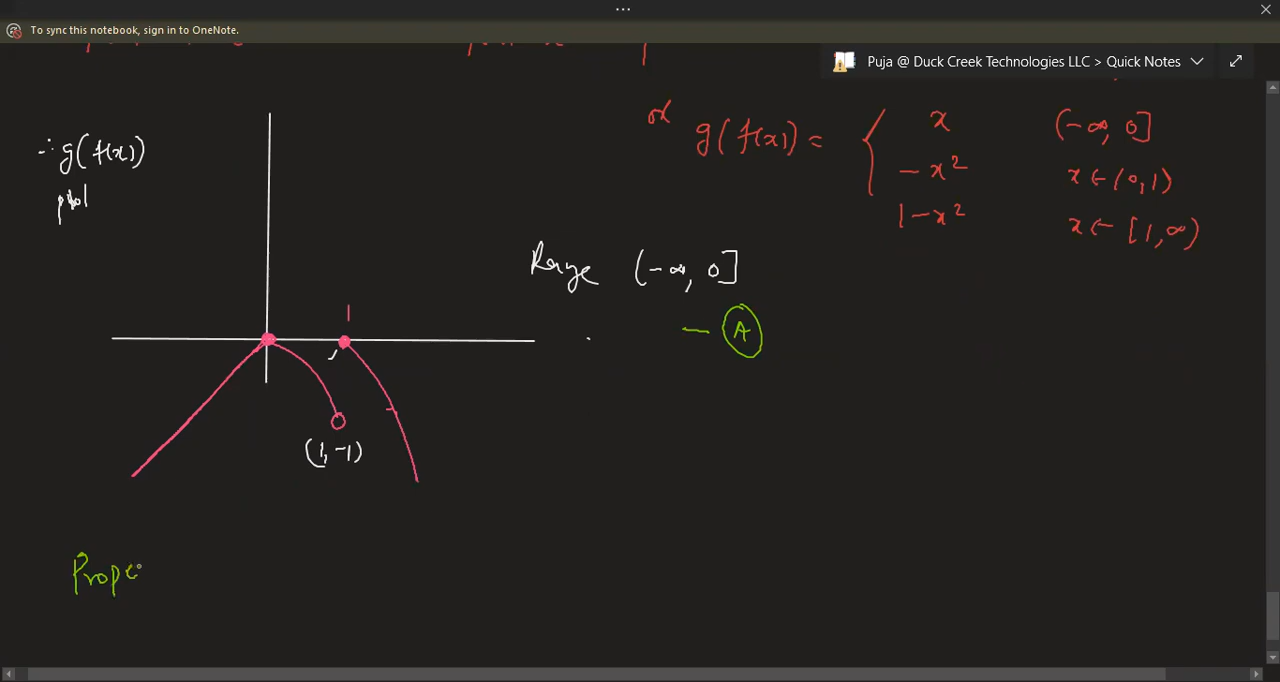 To sync this notebook, sign in to OneNote.
Puja @ Duck Creek Technologies LLC > Quick Notes
g(f(x)) = { x (-∞, 0]
-x² x ← (0, 1)
1-x² x ← [1, ∞)
∴ g(f(x))
plot
Range (-∞, 0]
— A
1
(1, -1)
Prope